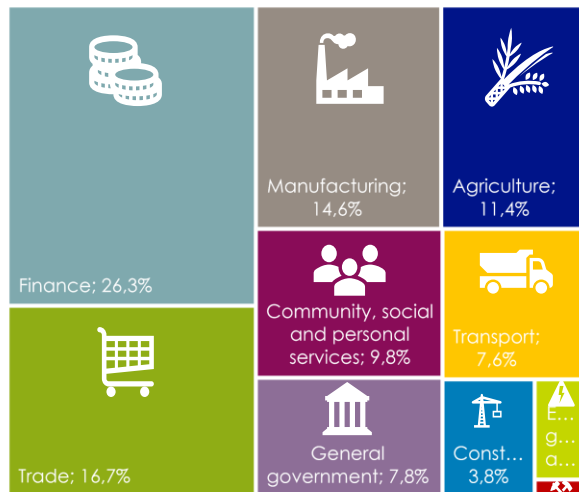 Finance; 26,3%
Trade; 16,7%
Manufacturing;
14,6%
Agriculture;
11,4%
Community, social
and personal
services; 9,8%
Transport;
7,6%
General
government; 7,8%
Const...
3,8%
E...
g...
a...